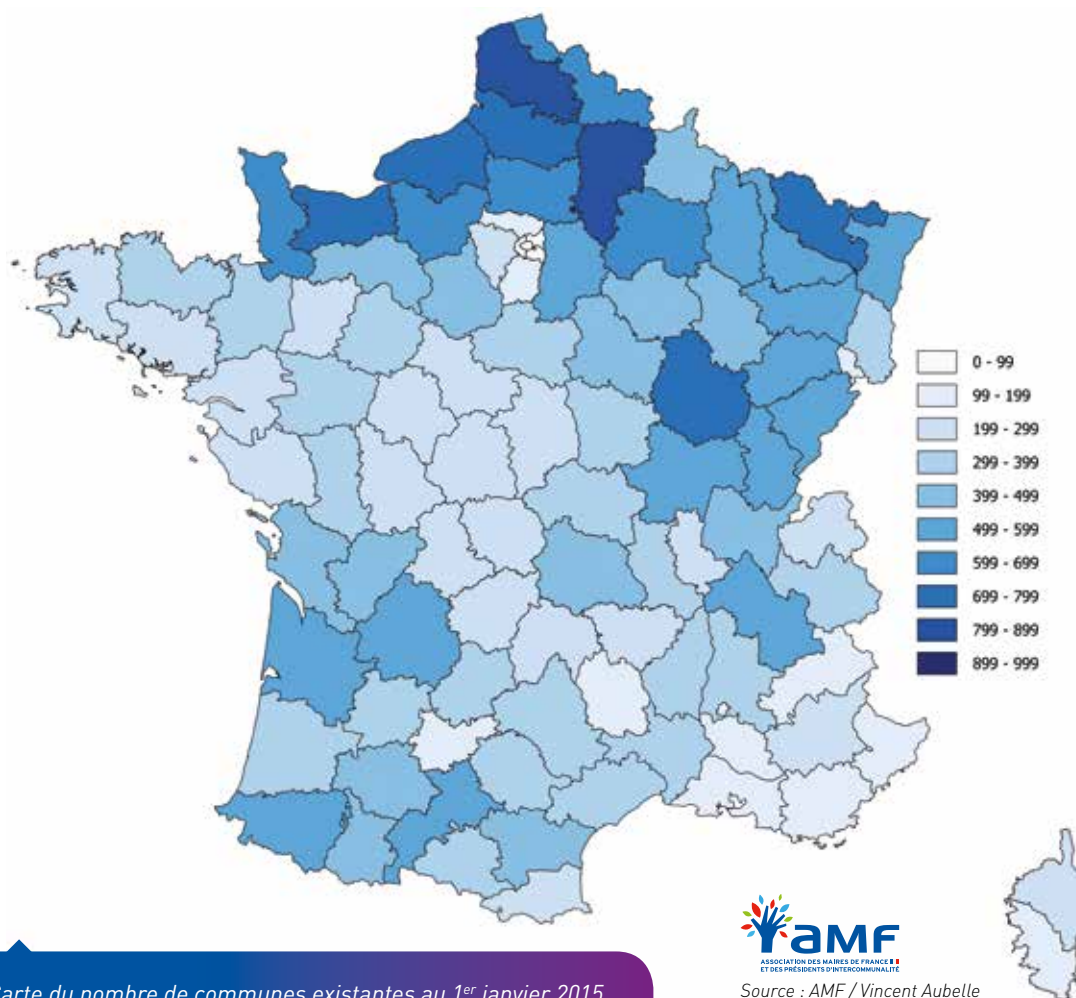 0 - 99
99 - 199
199 - 299
299 - 399
399 - 499
499 - 599
599 - 699
699 - 799
799 - 899
899 - 999
aMF
ASSOCIATION DES MAIRES DE FRANCE
ET DES PRÉSIDENTS D'INTERCOMMUNALITÉ
Source : AMF / Vincent Aubelle
arte du nombre de communes existantes au 1er janvier 2015